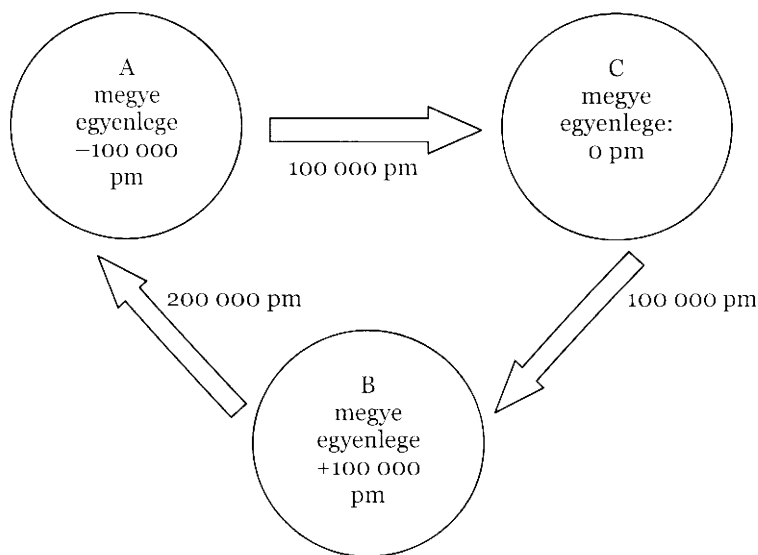 A
megye
egyenlege
−100 000
pm
100 000 pm
C
megye
egyenlege:
0 pm
200 000 pm
100 000 pm
B
megye
egyenlege
+100 000
pm